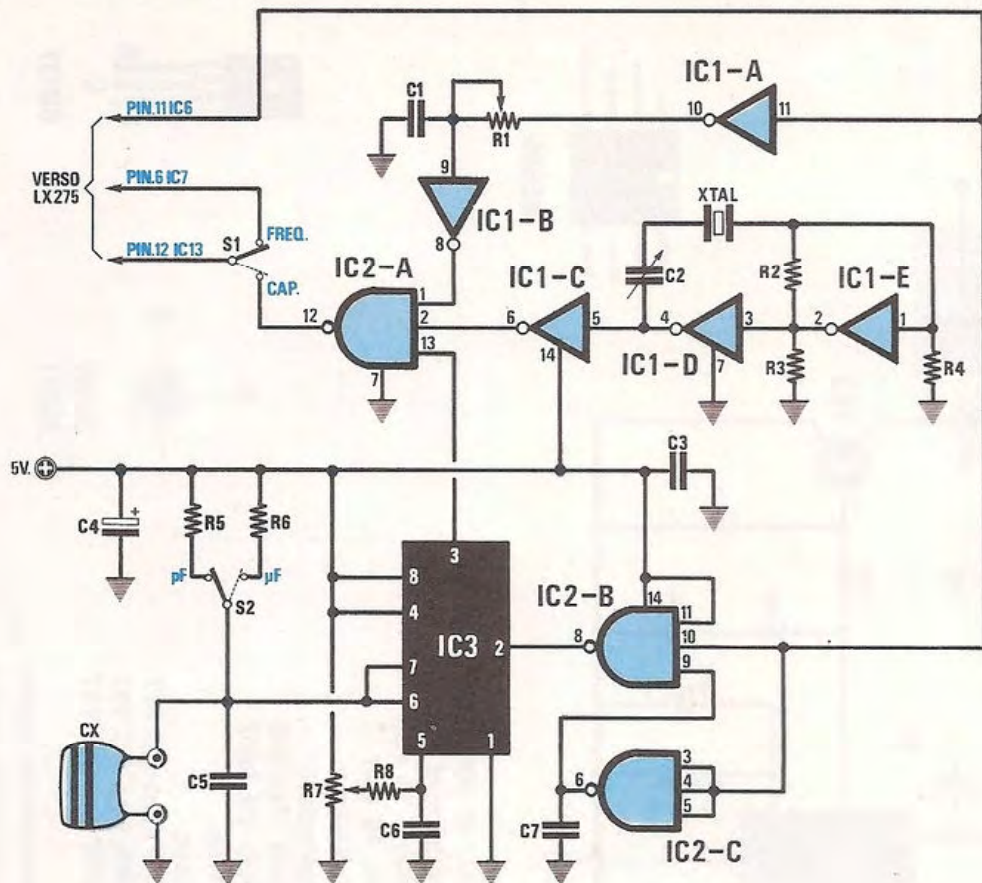 IC1-A
C1
PIN.11 IC6
10
11
R1
9
VERSO
LX275
PIN.6 IC7
IC1-B
XTAL
S1
FREQ.
8
PIN.12 IC13
IC2-A
IC1-C
C2
R2
IC1-E
CAP.
12
1
2
13
6
5
4
3
2
1
7
14
IC1-D
7
R3
R4
5V.
C3
C4
+
R5
R6
pF
µF
S2
3
8
4
IC3
7
6
2
5
1
IC2-B
14
11
8
10
9
CX
C5
R7
R8
C6
C7
6
3
4
5
IC2-C